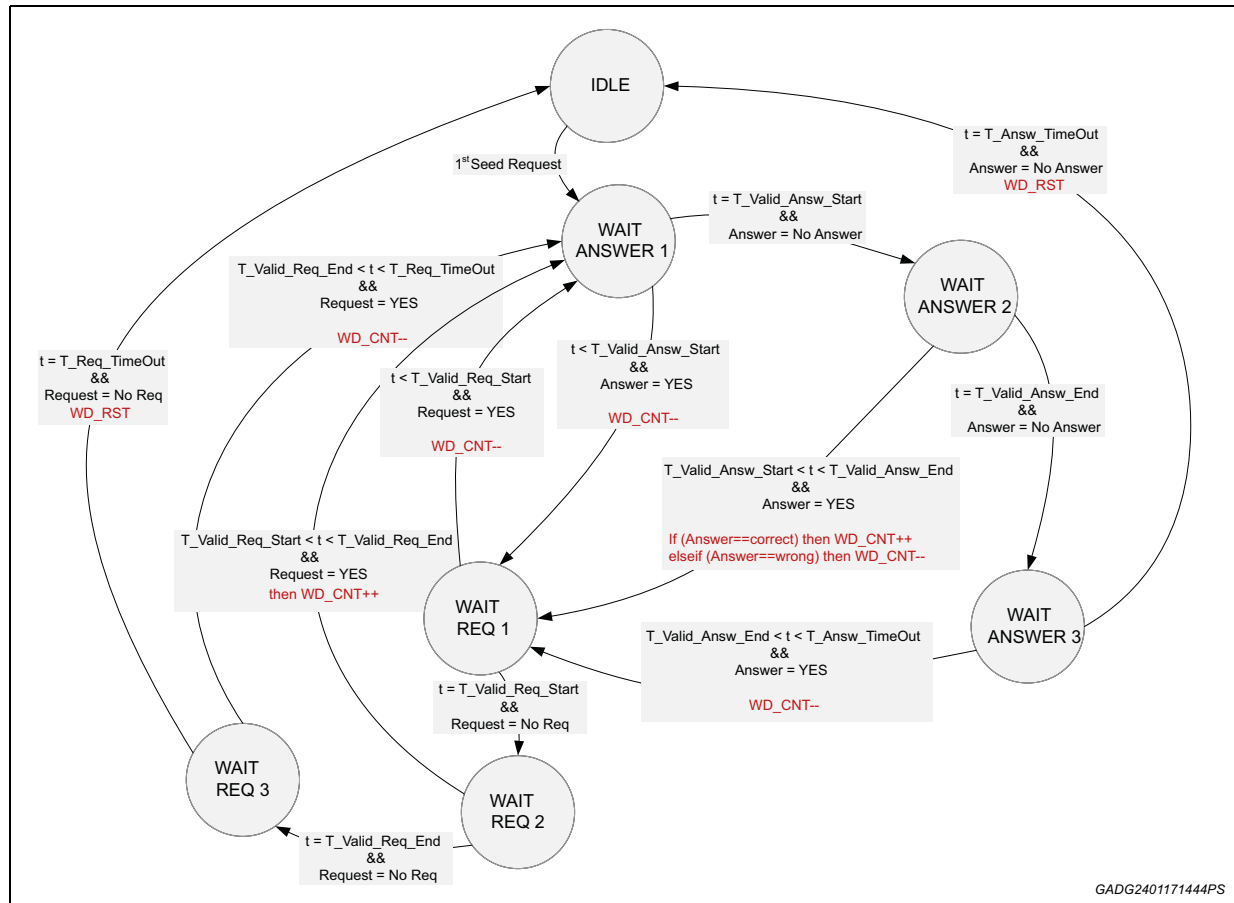 IDLE
1st Seed Request
t = T_Answ_TimeOut
&&
Answer = No Answer
WD_RST
WAIT
ANSWER 1
t = T_Valid_Answ_Start
&&
Answer = No Answer
WAIT
ANSWER 2
T_Valid_Req_End < t < T_Req_TimeOut
&&
Request = YES
WD_CNT--
t = T_Req_TimeOut
&&
Request = No Req
WD_RST
t < T_Valid_Req_Start
&&
Request = YES
WD_CNT--
t < T_Valid_Answ_Start
&&
Answer = YES
WD_CNT--
t = T_Valid_Answ_End
&&
Answer = No Answer
T_Valid_Answ_Start < t < T_Valid_Answ_End
&&
Answer = YES
If (Answer==correct) then WD_CNT++
elseif (Answer==wrong) then WD_CNT--
T_Valid_Req_Start < t < T_Valid_Req_End
&&
Request = YES
then WD_CNT++
WAIT
REQ 1
WAIT
ANSWER 3
T_Valid_Answ_End < t < T_Answ_TimeOut
&&
Answer = YES
WD_CNT--
t = T_Valid_Req_Start
&&
Request = No Req
WAIT
REQ 3
WAIT
REQ 2
t = T_Valid_Req_End
&&
Request = No Req
GADG2401171444PS